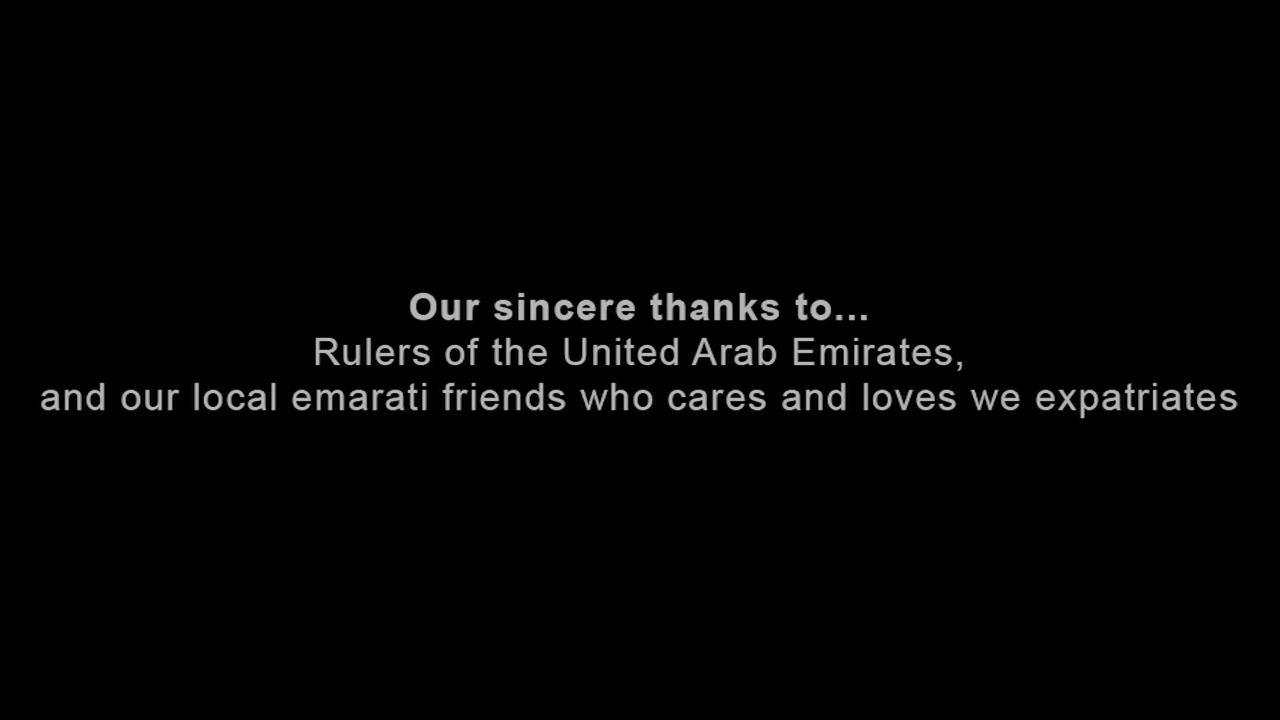 Our sincere thanks to...
Rulers of the United Arab Emirates,
and our local emarati friends who cares and loves we expatriates